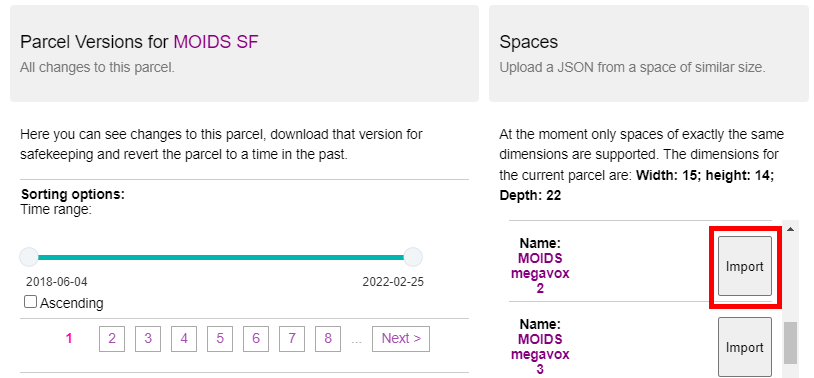 Parcel Versions for MOIDS SF
All changes to this parcel.
Here you can see changes to this parcel, download that version for
safekeeping and revert the parcel to a time in the past.
Sorting options:
Time range:
2018-06-04 2022-02-25
Ascending
1 2 3 4 5 6 7 8 ... Next >
Spaces
Upload a JSON from a space of similar size.
At the moment only spaces of exactly the same
dimensions are supported. The dimensions for
the current parcel are: Width: 15; height: 14;
Depth: 22
Name:
MOIDS
megavox
2
Import
Name:
MOIDS
megavox
3
Import